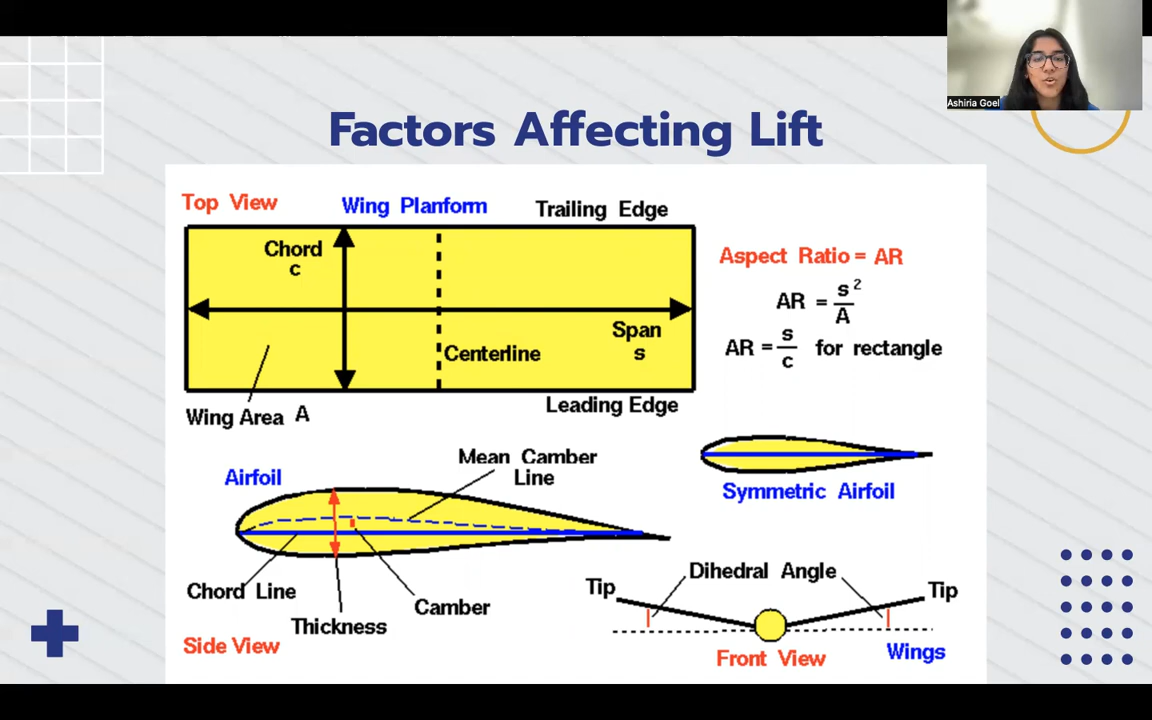 Ashiria Goel
Factors Affecting Lift
Top View
Wing Planform
Trailing Edge
Chord
c
Span
s
Centerline
Wing Area A
Leading Edge
Aspect Ratio = AR
AR = s²/A
AR = s/c for rectangle
Airfoil
Mean Camber
Line
Chord Line
Thickness
Camber
Side View
Symmetric Airfoil
Tip
Dihedral Angle
Tip
Front View
Wings